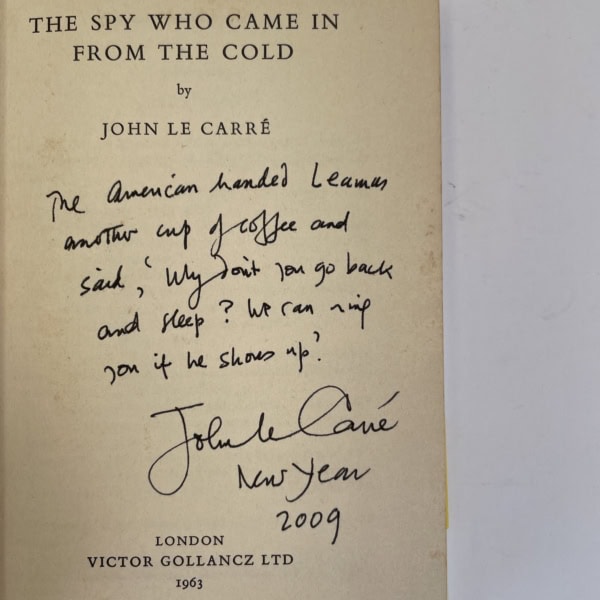 THE SPY WHO CAME IN
FROM THE COLD
by
JOHN LE CARRÉ
The American handed Leamas
another cup of coffee and
said, 'Why don't you go back
and sleep? We can ring
you if he shows up.'
John le Carré
New Year
2009
LONDON
VICTOR GOLLANCZ LTD
1963